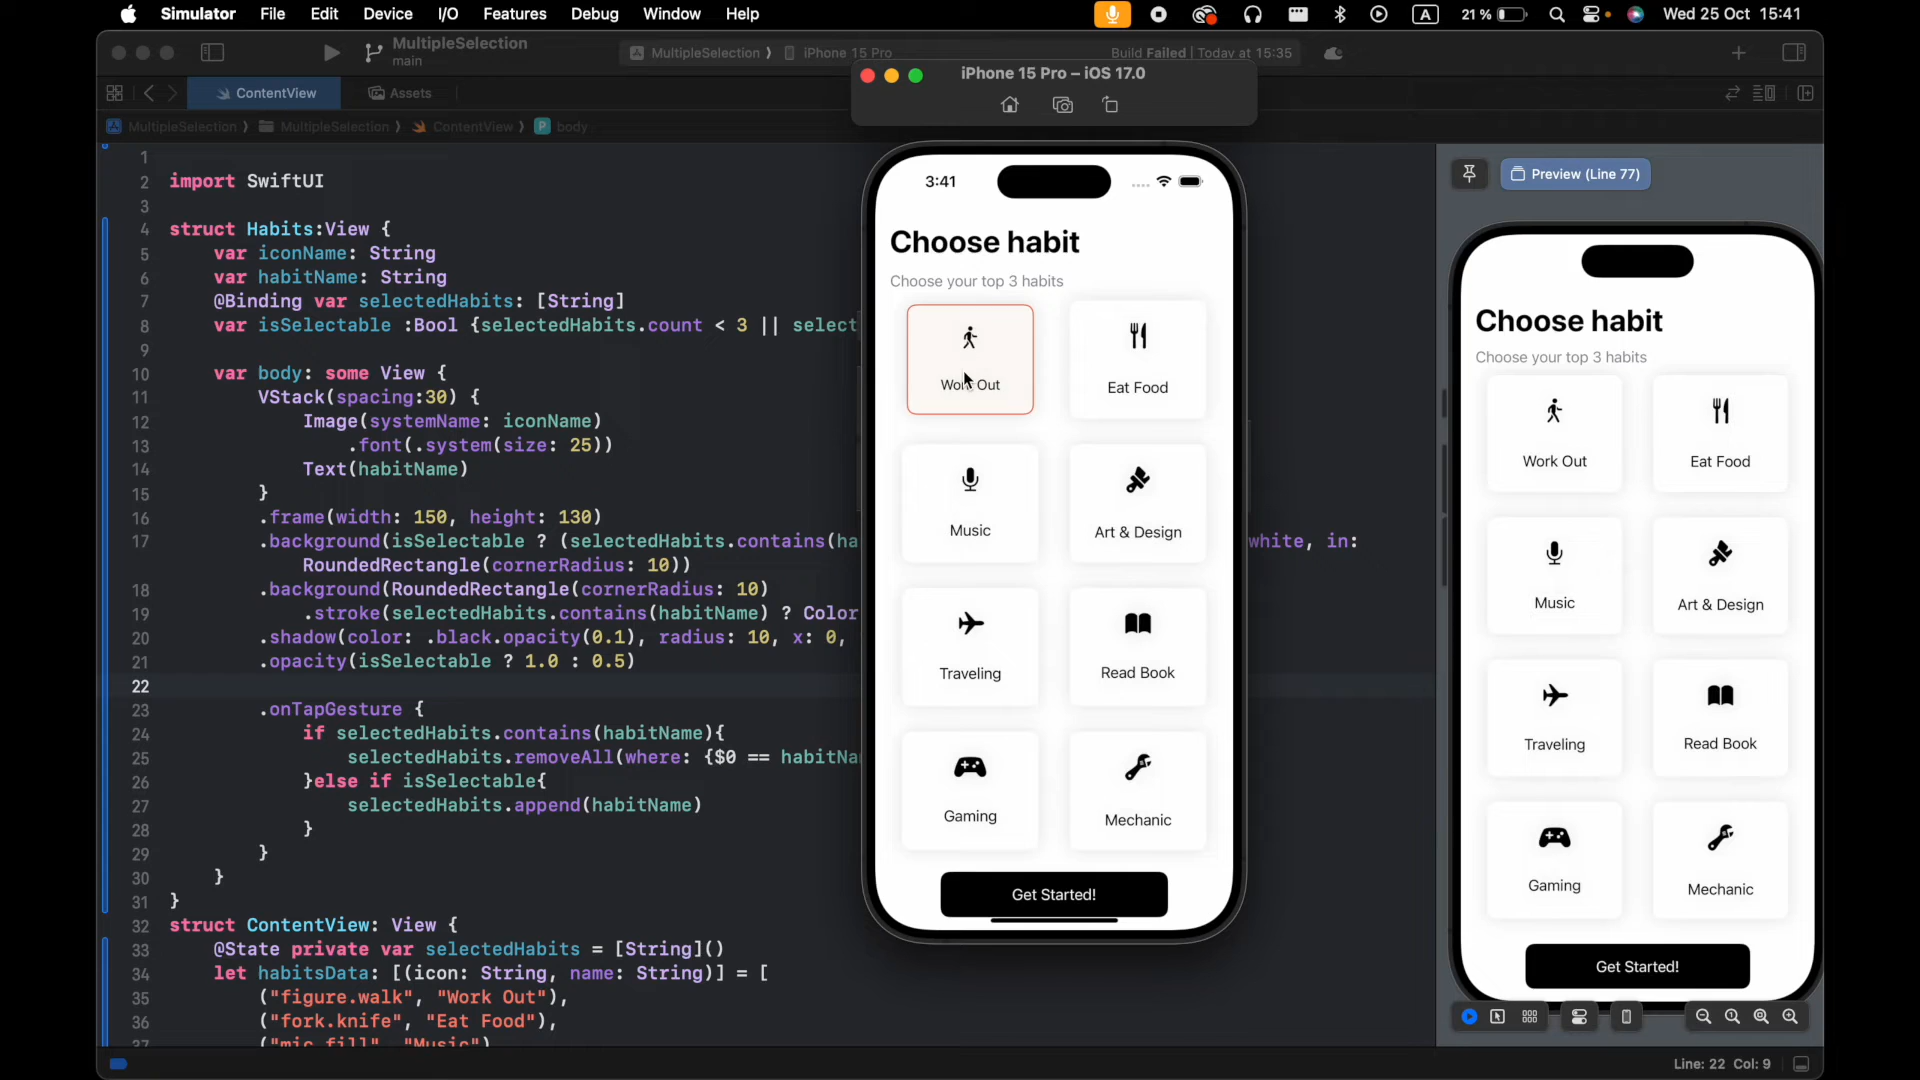 Simulator File Edit Device I/O Features Debug Window Help
A 21 % Wed 25 Oct 15:41
MultipleSelection
main
MultipleSelection ⟩ iPhone 15 Pro
Build Failed | Today at 15:35
ContentView Assets
MultipleSelection ⟩ MultipleSelection ⟩ ContentView ⟩ P body
1
2 import SwiftUI
3
4 struct Habits:View {
5 var iconName: String
6 var habitName: String
7 @Binding var selectedHabits: [String]
8 var isSelectable :Bool {selectedHabits.count < 3 || select
9
10 var body: some View {
11 VStack(spacing:30) {
12 Image(systemName: iconName)
13 .font(.system(size: 25))
14 Text(habitName)
15 }
16 .frame(width: 150, height: 130)
17 .background(isSelectable ? (selectedHabits.contains(ha white, in:
RoundedRectangle(cornerRadius: 10))
18 .background(RoundedRectangle(cornerRadius: 10)
19 .stroke(selectedHabits.contains(habitName) ? Color
20 .shadow(color: .black.opacity(0.1), radius: 10, x: 0,
21 .opacity(isSelectable ? 1.0 : 0.5)
22
23 .onTapGesture {
24 if selectedHabits.contains(habitName){
25 selectedHabits.removeAll(where: {$0 == habitNa
26 }else if isSelectable{
27 selectedHabits.append(habitName)
28 }
29 }
30 }
31 }
32 struct ContentView: View {
33 @State private var selectedHabits = [String]()
34 let habitsData: [(icon: String, name: String)] = [
35 ("figure.walk", "Work Out"),
36 ("fork.knife", "Eat Food"),
37 ("mic.fill", "Music")
iPhone 15 Pro – iOS 17.0
3:41
Choose habit
Choose your top 3 habits
Work Out Eat Food
Music Art & Design
Traveling Read Book
Gaming Mechanic
Get Started!
Preview (Line 77)
Choose habit
Choose your top 3 habits
Work Out Eat Food
Music Art & Design
Traveling Read Book
Gaming Mechanic
Get Started!
Line: 22 Col: 9